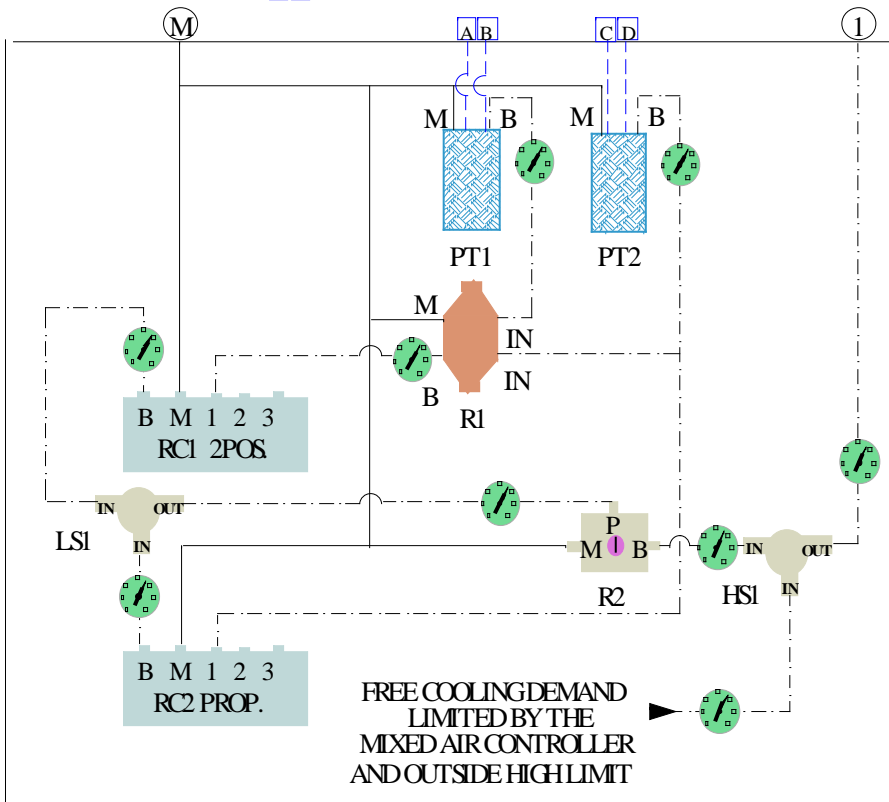 M
A B
C D
1
M B
M B
PT1
PT2
M
IN
IN
B
R1
B M 1 2 3
RC1 2POS.
IN OUT
LS1
IN
P
M B
R2
IN OUT
HS1
IN
B M 1 2 3
RC2 PROP.
FREE COOLING DEMAND
LIMITED BY THE
MIXED AIR CONTROLLER
AND OUTSIDE HIGH LIMIT